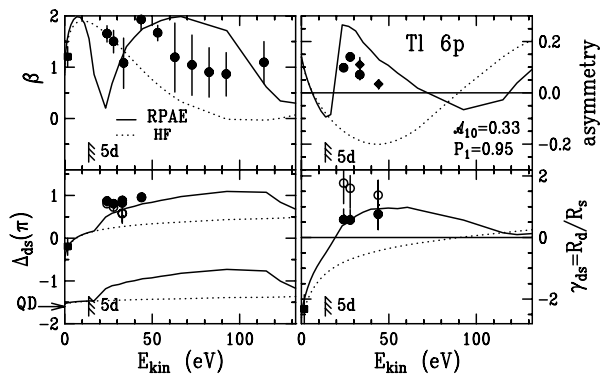 β
2
1
0
RPAE
HF
5d
Tl 6p
𝒜₁₀=0.33
P₁=0.95
5d
0.2
0.0
−0.2
asymmetry
Δds(π)
1
0
−1
−2
QD
5d
5d
0
50
100
Ekin (eV)
5d
0
50
100
Ekin (eV)
2
0
−2
γds=Rd/Rs